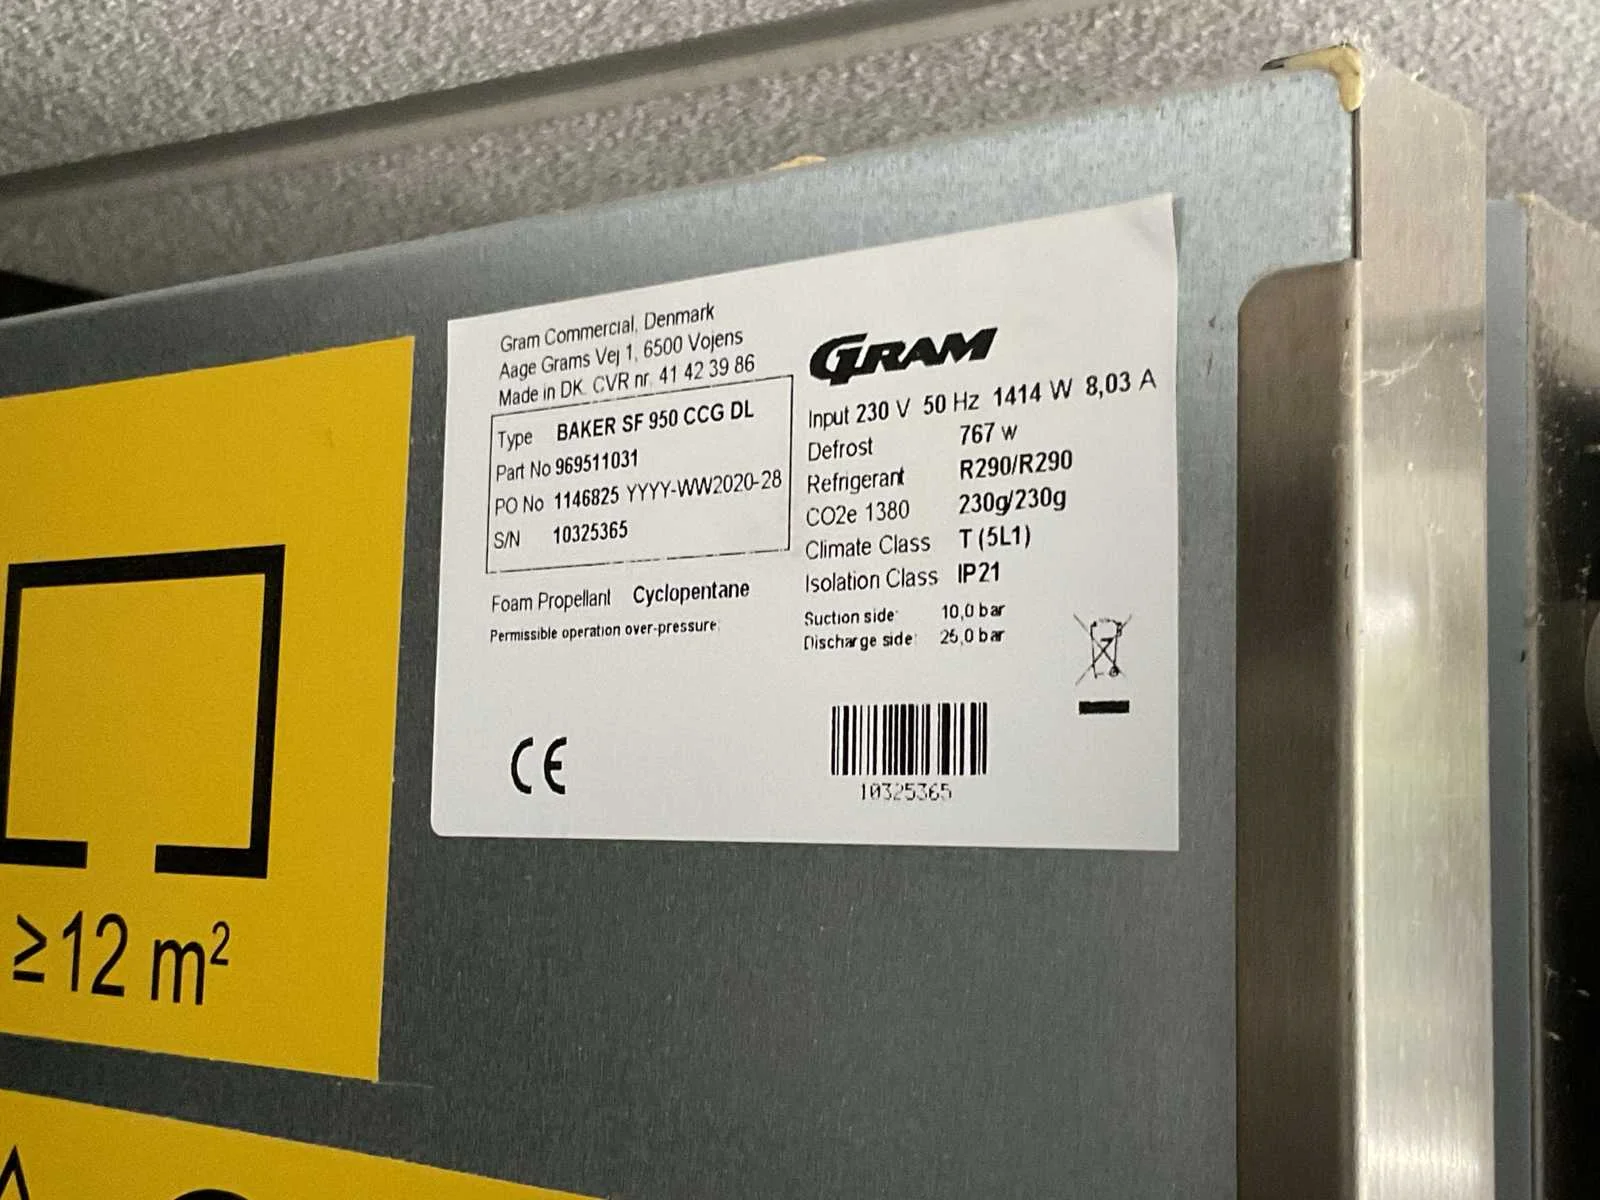 Gram Commercial, Denmark
Aage Grams Vej 1, 6500 Vojens
Made in DK. CVR nr. 41 42 39 86
Type BAKER SF 950 CCG DL
Part No 969511031
PO No 1146825 YYYY-WW2020-28
S/N 10325365
Foam Propellant Cyclopentane
Permissible operation over-pressure:
CE
GRAM
Input 230 V 50 Hz 1414 W 8,03 A
Defrost 767 w
Refrigerant R290/R290
CO2e 1380 230g/230g
Climate Class T (5L1)
Isolation Class IP21
Suction side: 10,0 bar
Discharge side: 25,0 bar
10325365
≥12 m²